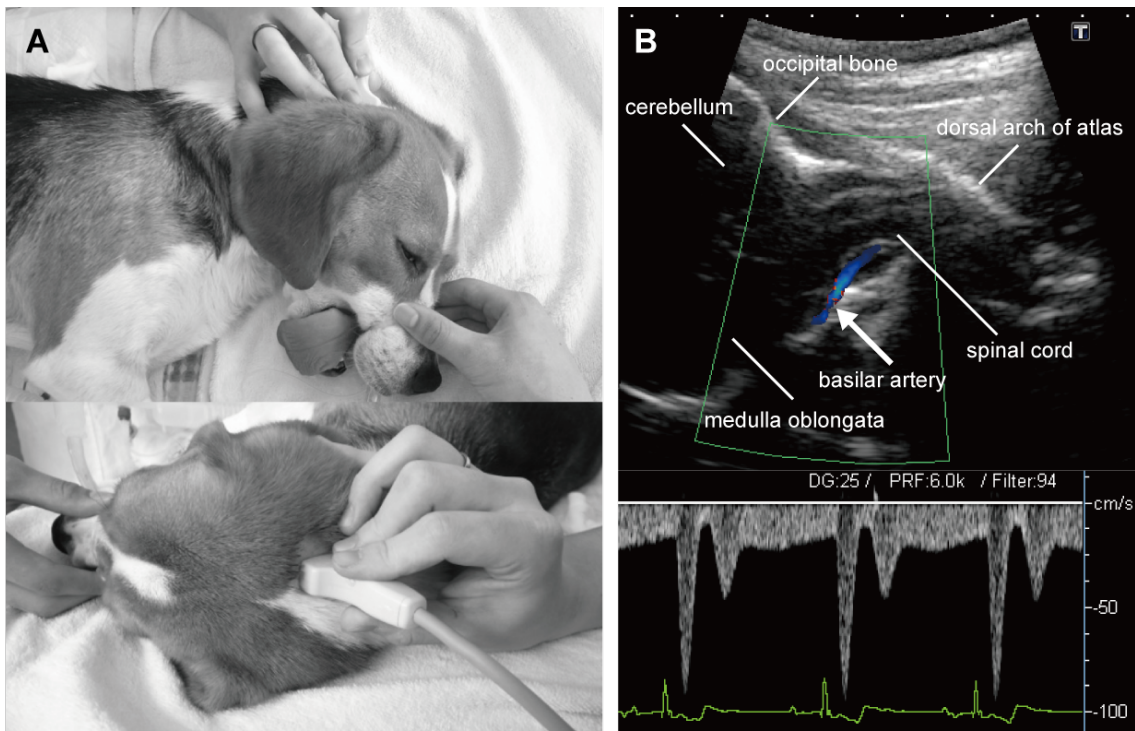 A
B
T
occipital bone
cerebellum
dorsal arch of atlas
spinal cord
basilar artery
medulla oblongata
DG:25 / PRF:6.0k / Filter:94
cm/s
-50
-100